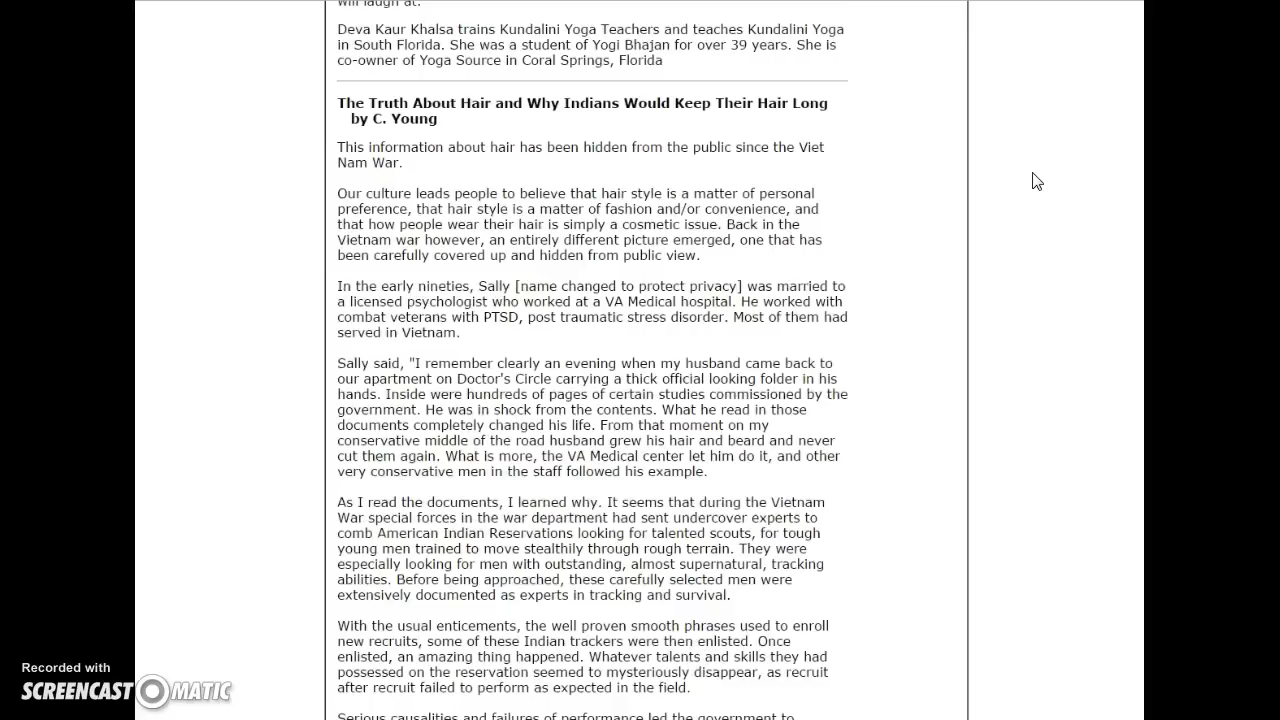 will laugh at.
Deva Kaur Khalsa trains Kundalini Yoga Teachers and teaches Kundalini Yoga
in South Florida. She was a student of Yogi Bhajan for over 39 years. She is
co-owner of Yoga Source in Coral Springs, Florida
The Truth About Hair and Why Indians Would Keep Their Hair Long
by C. Young
This information about hair has been hidden from the public since the Viet
Nam War.
Our culture leads people to believe that hair style is a matter of personal
preference, that hair style is a matter of fashion and/or convenience, and
that how people wear their hair is simply a cosmetic issue. Back in the
Vietnam war however, an entirely different picture emerged, one that has
been carefully covered up and hidden from public view.
In the early nineties, Sally [name changed to protect privacy] was married to
a licensed psychologist who worked at a VA Medical hospital. He worked with
combat veterans with PTSD, post traumatic stress disorder. Most of them had
served in Vietnam.
Sally said, "I remember clearly an evening when my husband came back to
our apartment on Doctor's Circle carrying a thick official looking folder in his
hands. Inside were hundreds of pages of certain studies commissioned by the
government. He was in shock from the contents. What he read in those
documents completely changed his life. From that moment on my
conservative middle of the road husband grew his hair and beard and never
cut them again. What is more, the VA Medical center let him do it, and other
very conservative men in the staff followed his example.
As I read the documents, I learned why. It seems that during the Vietnam
War special forces in the war department had sent undercover experts to
comb American Indian Reservations looking for talented scouts, for tough
young men trained to move stealthily through rough terrain. They were
especially looking for men with outstanding, almost supernatural, tracking
abilities. Before being approached, these carefully selected men were
extensively documented as experts in tracking and survival.
With the usual enticements, the well proven smooth phrases used to enroll
new recruits, some of these Indian trackers were then enlisted. Once
enlisted, an amazing thing happened. Whatever talents and skills they had
possessed on the reservation seemed to mysteriously disappear, as recruit
after recruit failed to perform as expected in the field.
Serious causalities and failures of performance led the government to
Recorded with
SCREENCAST MATIC